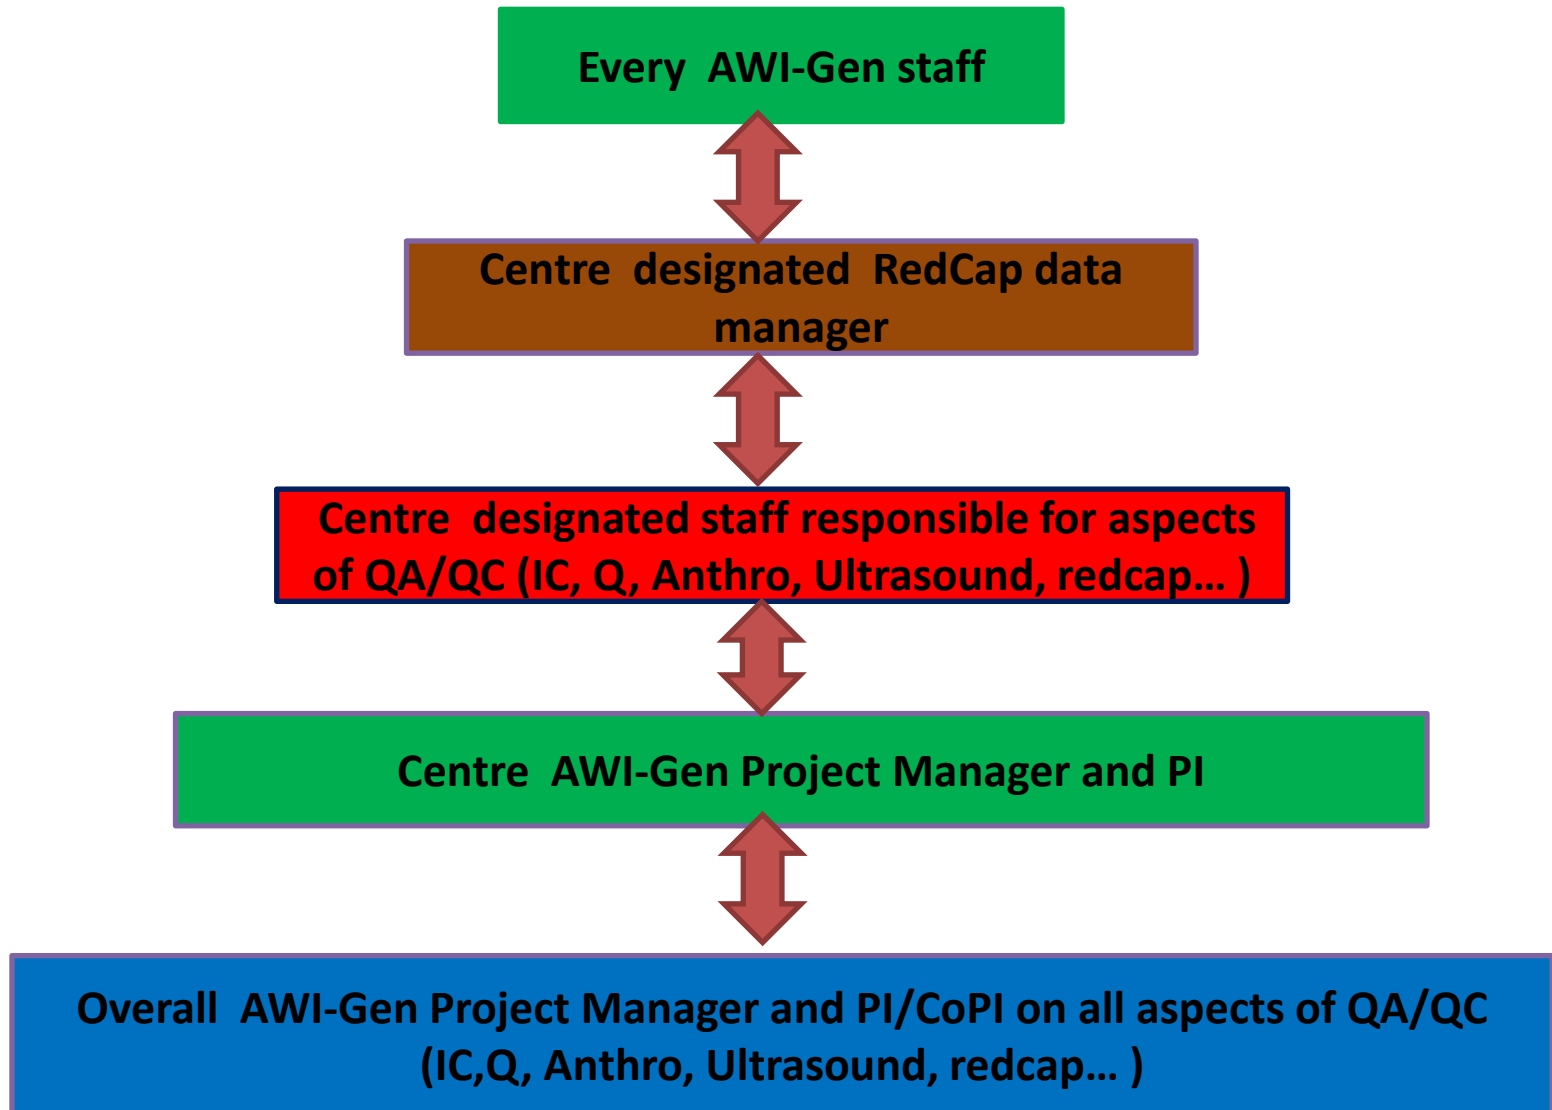 Every AWI-Gen staff
Centre designated RedCap data
manager
Centre designated staff responsible for aspects
of QA/QC (IC, Q, Anthro, Ultrasound, redcap... )
Centre AWI-Gen Project Manager and PI
Overall AWI-Gen Project Manager and PI/CoPI on all aspects of QA/QC
(IC,Q, Anthro, Ultrasound, redcap... )